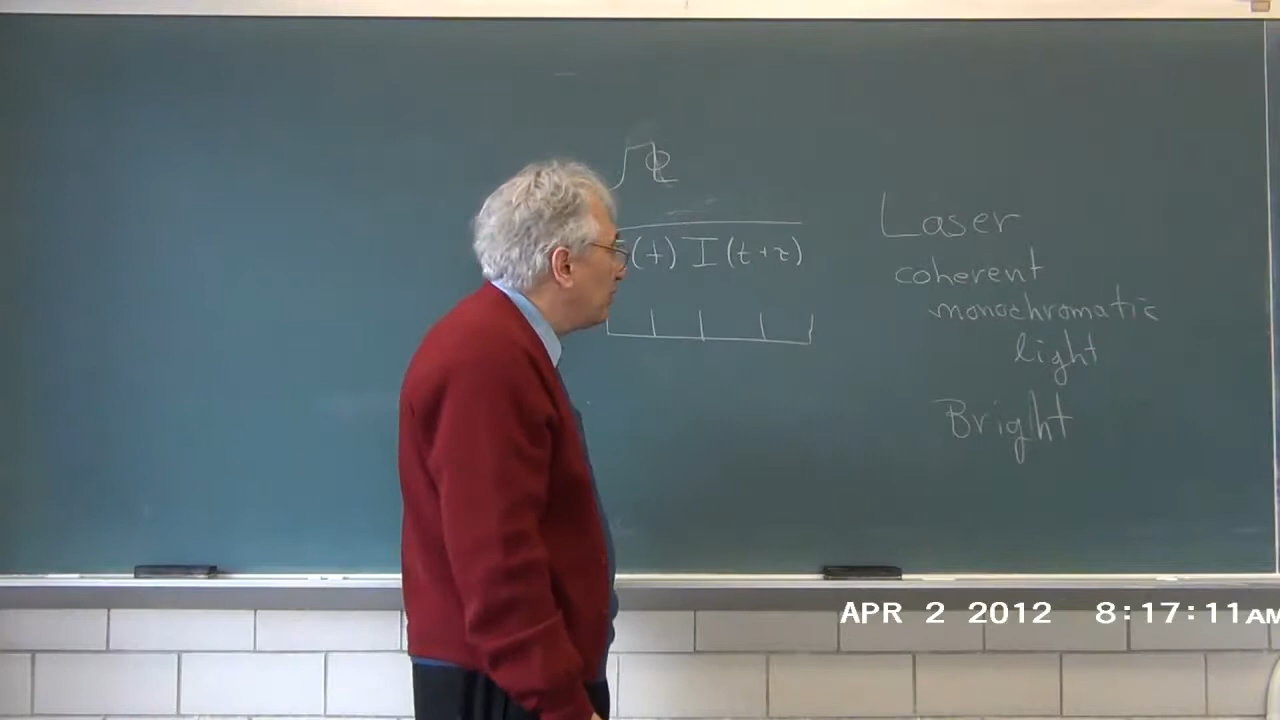 (t) I(t+τ)
Laser
coherent
monochromatic
light
Bright
APR 2 2012 8:17:11AM